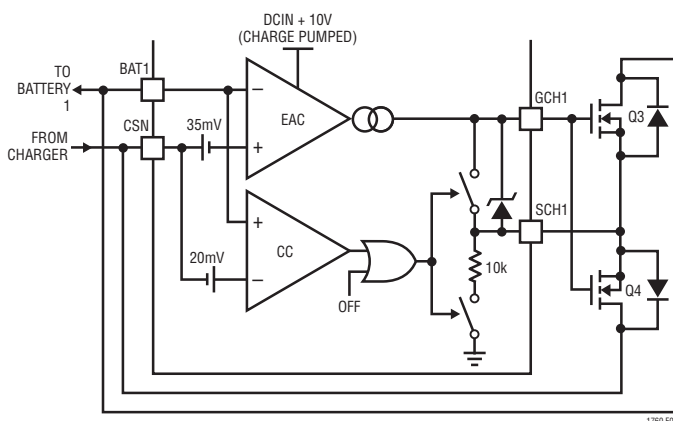 DCIN + 10V
(CHARGE PUMPED)
TO
BATTERY
1
BAT1
–
EAC
+
35mV
FROM
CHARGER
CSN
GCH1
Q3
SCH1
+
CC
–
20mV
OFF
10k
Q4